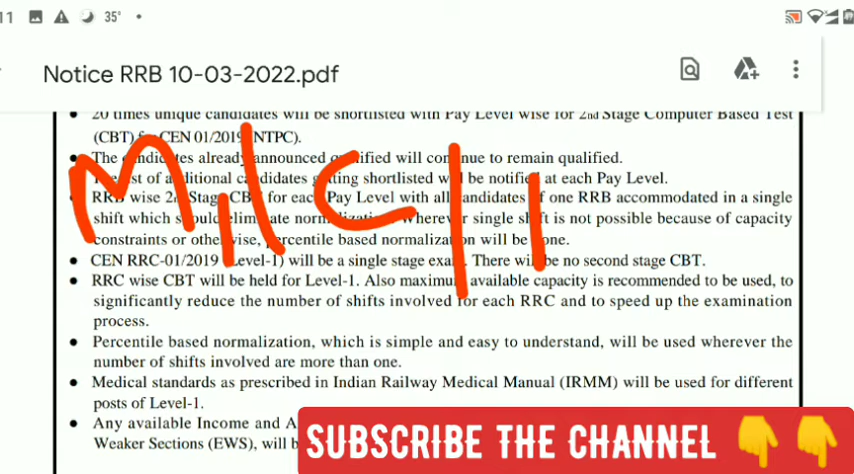 11 35°
Notice RRB 10-03-2022.pdf
20 times unique candidates will be shortlisted with Pay Level wise for 2nd Stage Computer Based Test
(CBT) for CEN 01/2019 (NTPC).
The candidates already announced qualified will continue to remain qualified.
The list of additional candidates getting shortlisted will be notified at each Pay Level.
RRB wise 2nd Stage CBT for each Pay Level with all candidates of one RRB accommodated in a single
shift which should eliminate normalization. Wherever single shift is not possible because of capacity
constraints or otherwise, percentile based normalization will be done.
CEN RRC-01/2019 (Level-1) will be a single stage exam. There will be no second stage CBT.
RRC wise CBT will be held for Level-1. Also maximum available capacity is recommended to be used, to
significantly reduce the number of shifts involved for each RRC and to speed up the examination
process.
Percentile based normalization, which is simple and easy to understand, will be used wherever the
number of shifts involved are more than one.
Medical standards as prescribed in Indian Railway Medical Manual (IRMM) will be used for different
posts of Level-1.
Any available Income and A
Weaker Sections (EWS), will b
SUBSCRIBE THE CHANNEL